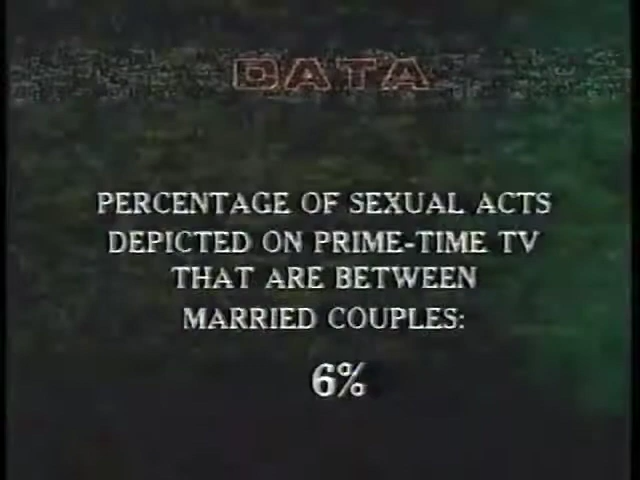 DATA
PERCENTAGE OF SEXUAL ACTS
DEPICTED ON PRIME-TIME TV
THAT ARE BETWEEN
MARRIED COUPLES:
6%